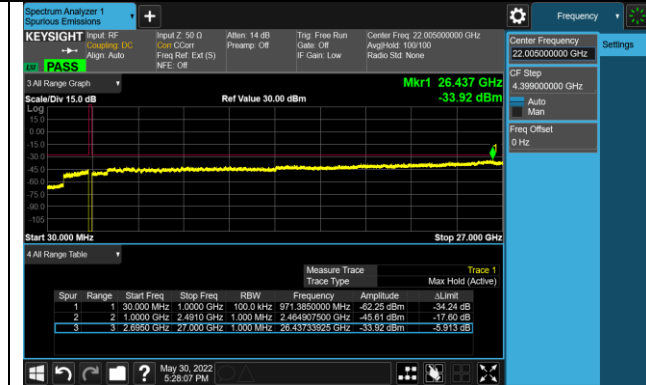 Spectrum Analyzer 1
Spurious Emissions
+
Frequency
KEYSIGHT Input: RF
Coupling: DC
Align: Auto
Input Z: 50 Ω
Corr CCorr
Freq Ref: Ext (S)
NFE: Off
Atten: 14 dB
Preamp: Off
Trig: Free Run
Gate: Off
IF Gain: Low
Center Freq: 22.005000000 GHz
Avg|Hold: 100/100
Radio Std: None
PASS
Center Frequency
22.005000000 GHz
Settings
CF Step
4.399000000 GHz
Auto
Man
Freq Offset
0 Hz
3 All Range Graph
Mkr1 26.437 GHz
Scale/Div 15.0 dB
Ref Value 30.00 dBm
-33.92 dBm
Log
15.0
0.00
-15.0
-30.0
-45.0
-60.0
-75.0
-90.0
-105
Start 30.000 MHz
Stop 27.000 GHz
4 All Range Table
Measure Trace Trace 1
Trace Type Max Hold (Active)
Spur Range Start Freq Stop Freq RBW Frequency Amplitude ΔLimit
1 1 30.000 MHz 1.0000 GHz 100.0 kHz 971.3850000 MHz -62.25 dBm -34.24 dB
2 2 1.0000 GHz 2.4910 GHz 1.000 MHz 2.464907500 GHz -45.61 dBm -17.60 dB
3 3 2.6950 GHz 27.000 GHz 1.000 MHz 26.43733925 GHz -33.92 dBm -5.913 dB
?
May 30, 2022
5:28:07 PM